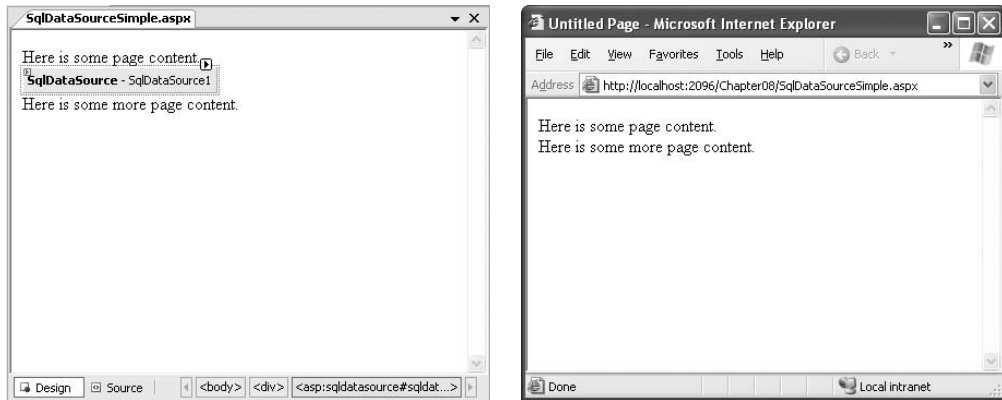 SqlDataSourceSimple.aspx
Here is some page content.
SqlDataSource - SqlDataSource1
Here is some more page content.
Design
Source
<body>
<div>
<asp:sqldatasource#sqldat...>
Untitled Page - Microsoft Internet Explorer
File Edit View Favorites Tools Help
Back
»
Address http://localhost:2096/Chapter08/SqlDataSourceSimple.aspx
Here is some page content.
Here is some more page content.
Done
Local intranet